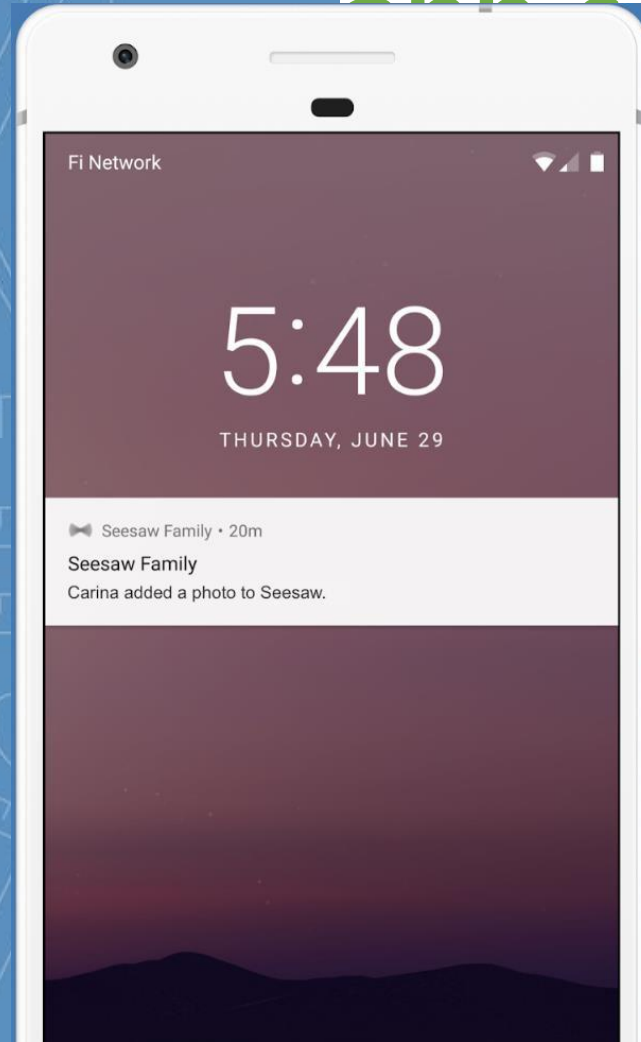 Fi Network
5:48
THURSDAY, JUNE 29
Seesaw Family • 20m
Seesaw Family
Carina added a photo to Seesaw.